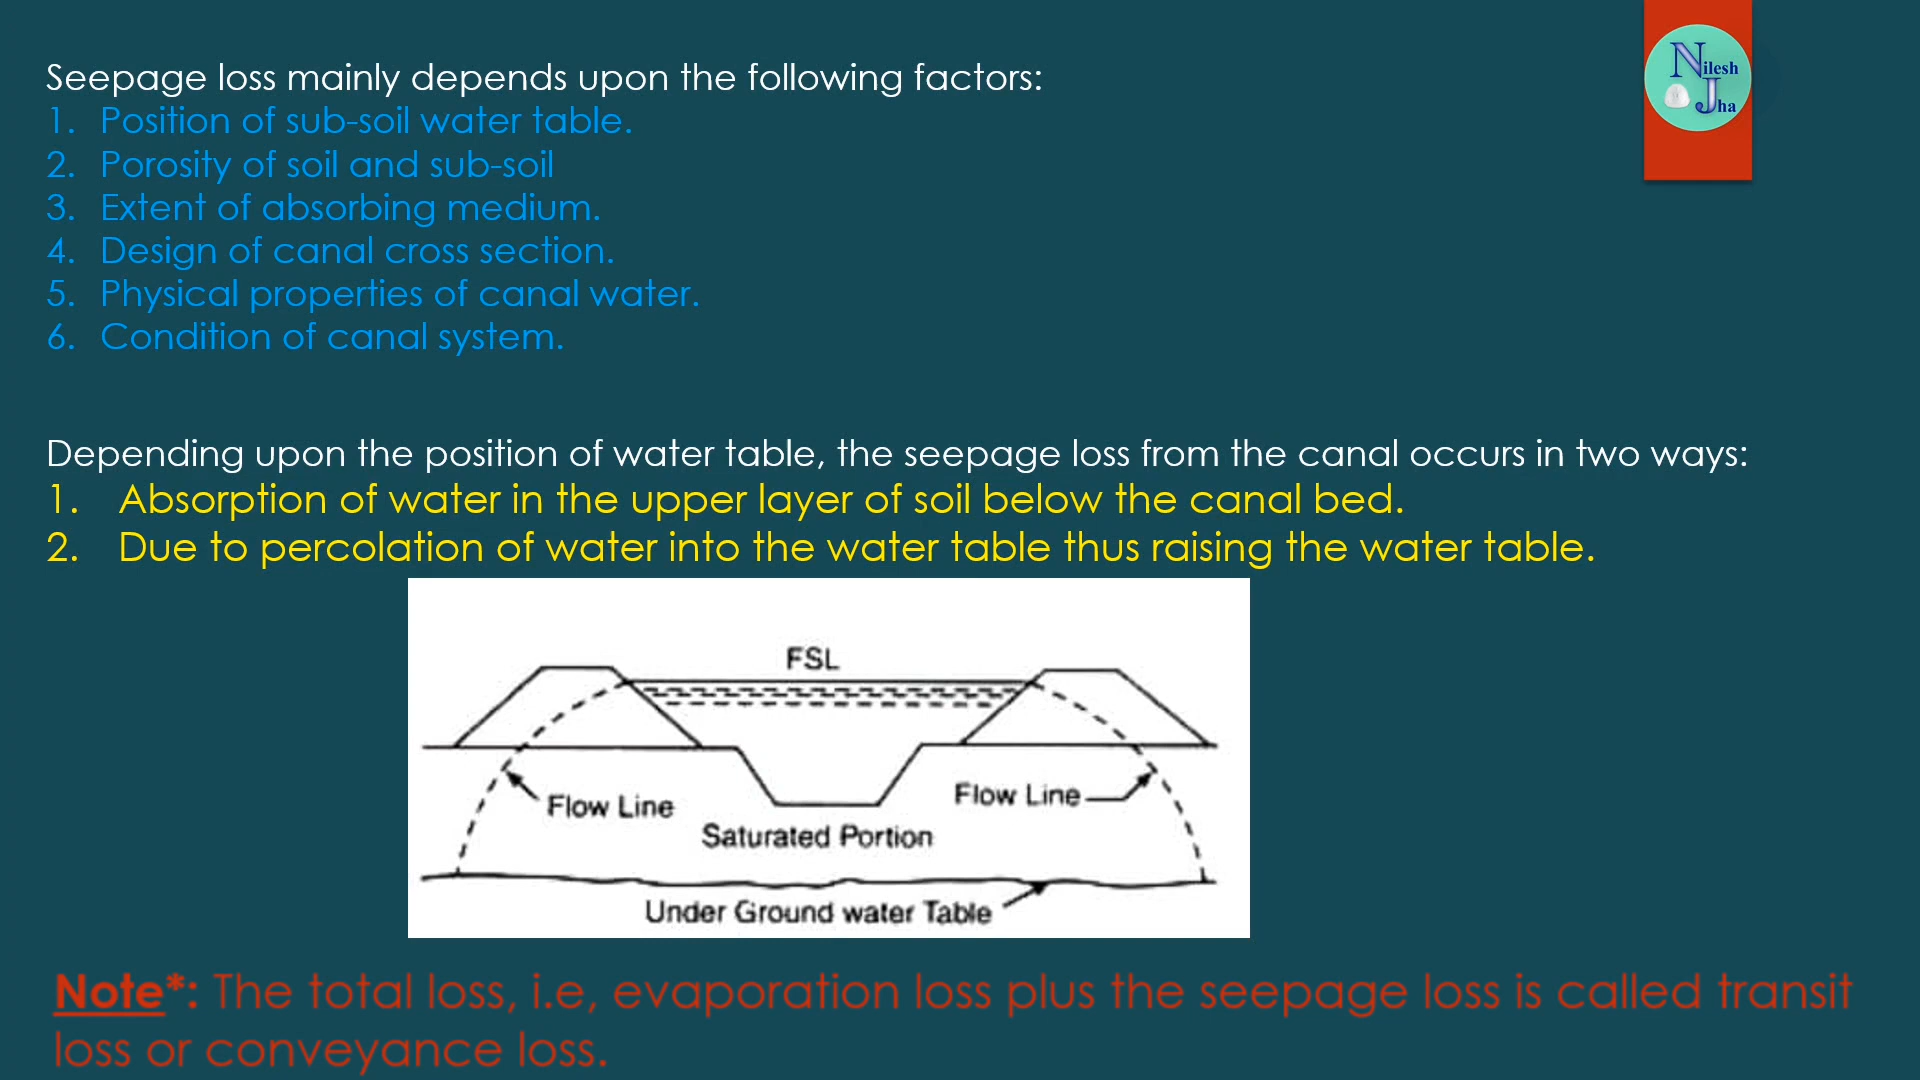 Nilesh
Jha
Seepage loss mainly depends upon the following factors:
1. Position of sub-soil water table.
2. Porosity of soil and sub-soil
3. Extent of absorbing medium.
4. Design of canal cross section.
5. Physical properties of canal water.
6. Condition of canal system.
Depending upon the position of water table, the seepage loss from the canal occurs in two ways:
1. Absorption of water in the upper layer of soil below the canal bed.
2. Due to percolation of water into the water table thus raising the water table.
FSL
Flow Line
Flow Line
Saturated Portion
Under Ground water Table
Note*: The total loss, i.e, evaporation loss plus the seepage loss is called transit
loss or conveyance loss.